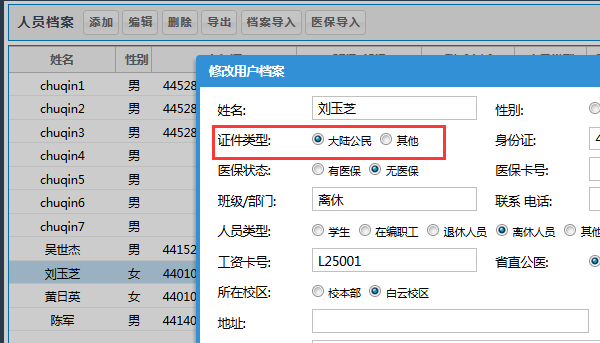 人员档案 添加 编辑 删除 导出 档案导入 医保导入
姓名 性别
修改用户档案
chuqin1 男 44528
chuqin2 男 44528
chuqin3 男 44528
chuqin4 男
chuqin5 男
chuqin6 男
chuqin7 男
吴世杰 男 44152
刘玉芝 女 44010
黄日英 女 44010
陈军 男 44140
姓名: 刘玉芝 性别:
证件类型: 大陆公民 其他 身份证: 4
医保状态: 有医保 无医保 医保卡号:
班级/部门: 离休 联系 电话:
人员类型: 学生 在编职工 退休人员 离休人员 其他
工资卡号: L25001 省直公医:
所在校区: 校本部 白云校区
地址: